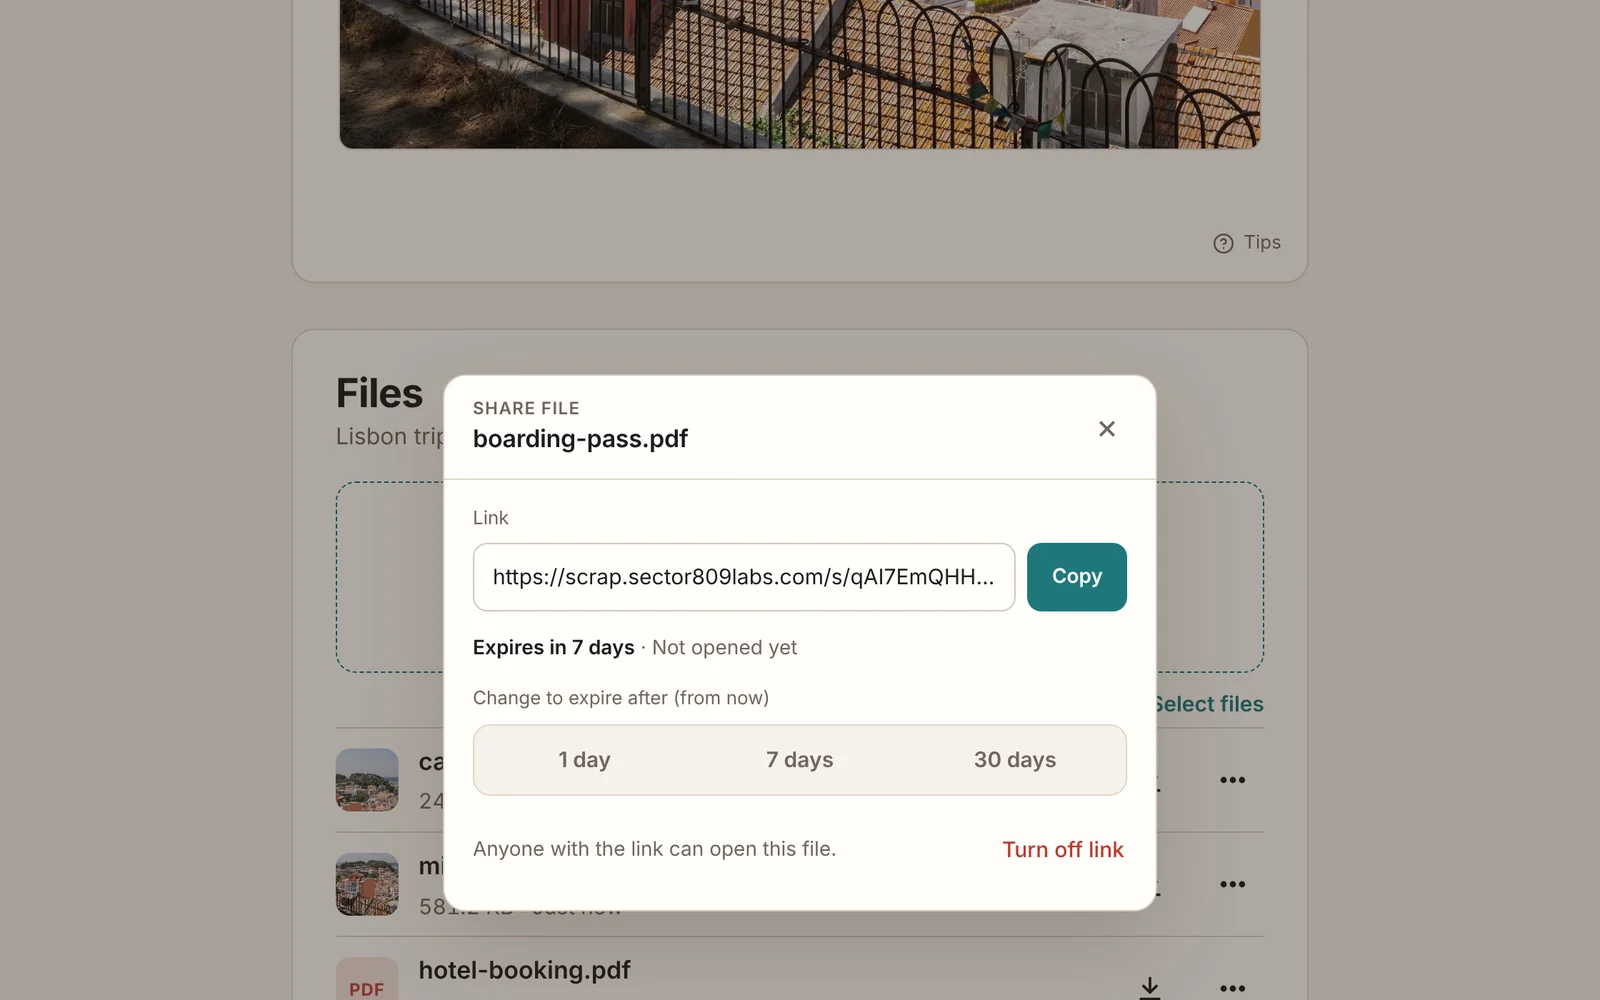 Tips
Files
Lisbon trip
SHARE FILE
boarding-pass.pdf
Link
https://scrap.sector809labs.com/s/qAI7EmQHH...
Copy
Expires in 7 days · Not opened yet
Change to expire after (from now)
1 day
7 days
30 days
Anyone with the link can open this file.
Turn off link
Select files
hotel-booking.pdf
PDF